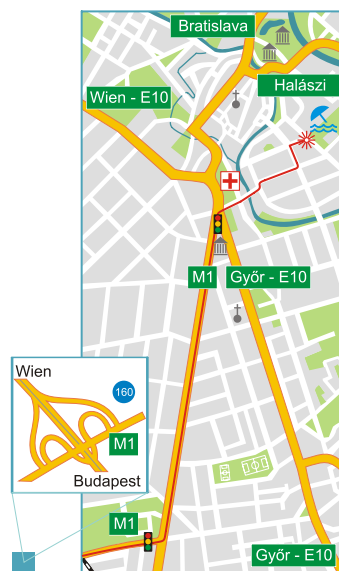 Bratislava
Halászi
Wien - E10
M1
Győr - E10
Wien
160
M1
Budapest
M1
Győr - E10